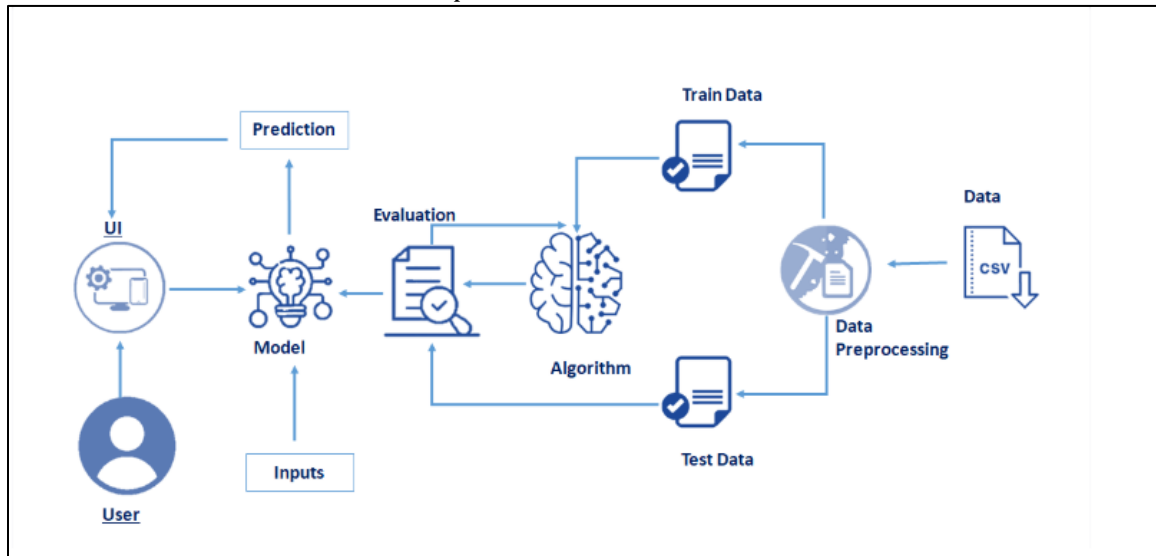 Train Data
Prediction
Data
Evaluation
UI
CSV
Model
Data
Preprocessing
Algorithm
Test Data
Inputs
User